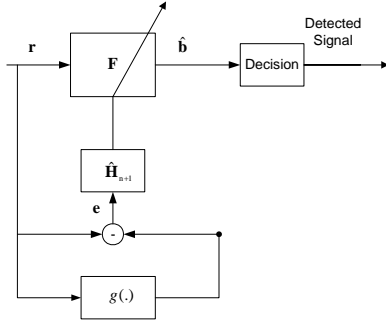 Detected
Signal
r
F
b̂
Decision
Ĥₙ₊₁
e
-
g(.)